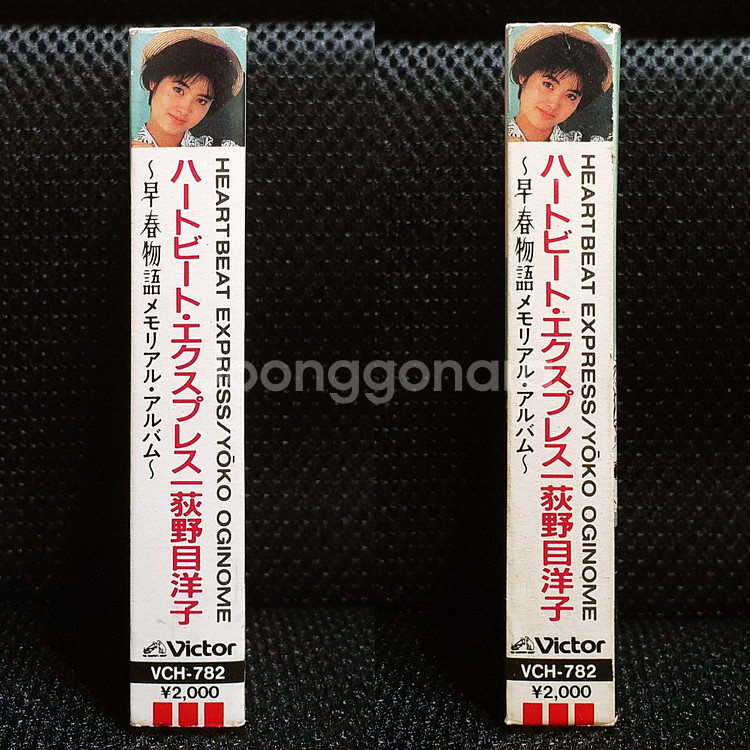 HEARTBEAT EXPRESS/YŌKO OGINOME
ハートビート・エクスプレス|荻野目洋子
〜早春物語メモリアル・アルバム〜
Victor
VCH-782
¥2,000
HEARTBEAT EXPRESS/YŌKO OGINOME
ハートビート・エクスプレス|荻野目洋子
〜早春物語メモリアル・アルバム〜
Victor
VCH-782
¥2,000